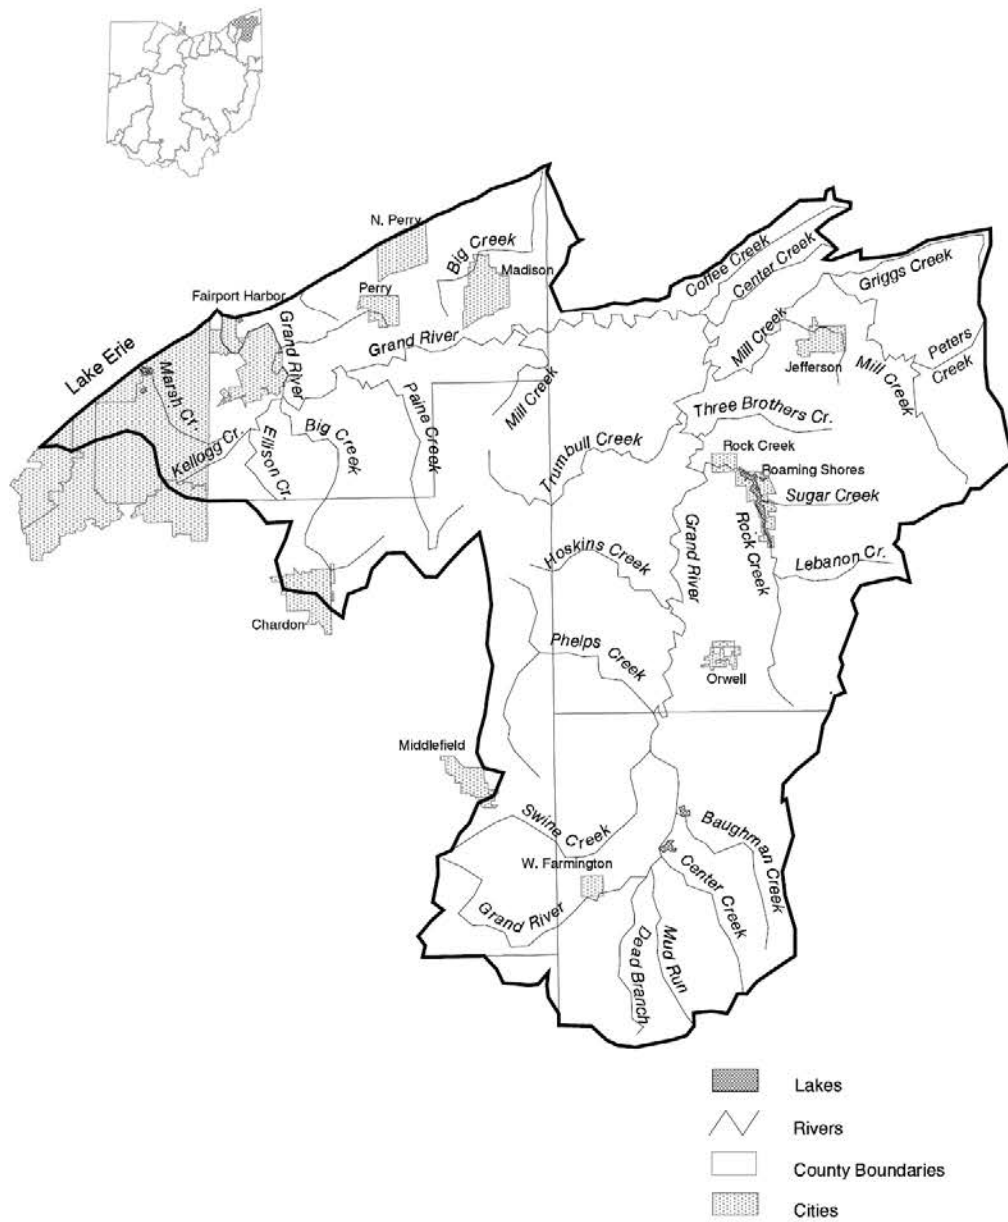 N. Perry
Big Creek
Madison
Coffee Creek
Center Creek
Griggs Creek
Fairport Harbor
Perry
Grand River
Grand River
Mill Creek
Jefferson
Mill Creek
Peters
Creek
Lake Erie
Marsh Cr.
Mill Creek
Paine Creek
Three Brothers Cr.
Kellogg Cr.
Ellison Cr.
Big Creek
Trumbull Creek
Rock Creek
Roaming Shores
Sugar Creek
Grand River
Rock Creek
Hoskins Creek
Lebanon Cr.
Chardon
Phelps Creek
Orwell
Middlefield
Swine Creek
Baughman Creek
W. Farmington
Center Creek
Grand River
Dead Branch
Mud Run
Lakes
Rivers
County Boundaries
Cities